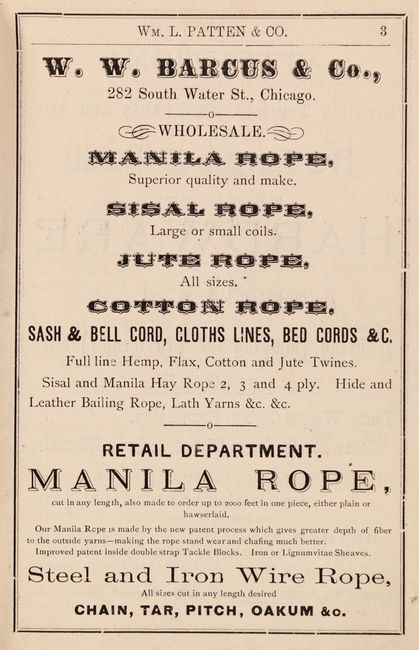 WM. L. PATTEN & CO. 3
W. W. BARCUS & Co.,
282 South Water St., Chicago.
o
WHOLESALE.
MANILA ROPE,
Superior quality and make.
SISAL ROPE,
Large or small coils.
JUTE ROPE,
All sizes.
COTTON ROPE,
SASH & BELL CORD, CLOTHS LINES, BED CORDS &C.
Full line Hemp, Flax, Cotton and Jute Twines.
Sisal and Manila Hay Rope 2, 3 and 4 ply. Hide and
Leather Bailing Rope, Lath Yarns &c. &c.
o
RETAIL DEPARTMENT.
MANILA ROPE,
cut in any length, also made to order up to 2000 feet in one piece, either plain or
hawserlaid.
Our Manila Rope is made by the new patent process which gives greater depth of fiber
to the outside yarns—making the rope stand wear and chafing much better.
Improved patent inside double strap Tackle Blocks. Iron or Lignumvitae Sheaves.
Steel and Iron Wire Rope,
All sizes cut in any length desired
CHAIN, TAR, PITCH, OAKUM &c.